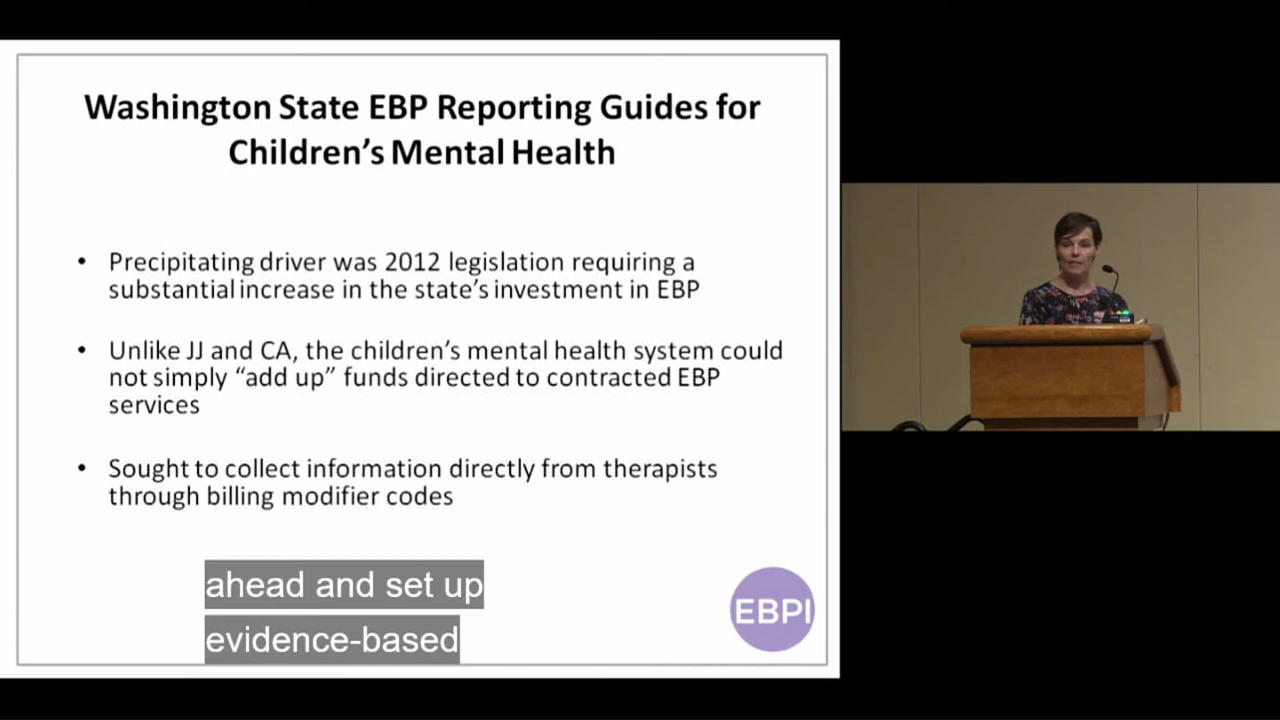 Washington State EBP Reporting Guides for
Children's Mental Health
• Precipitating driver was 2012 legislation requiring a
substantial increase in the state's investment in EBP
• Unlike JJ and CA, the children's mental health system could
not simply "add up" funds directed to contracted EBP
services
• Sought to collect information directly from therapists
through billing modifier codes
ahead and set up
evidence-based
EBPI